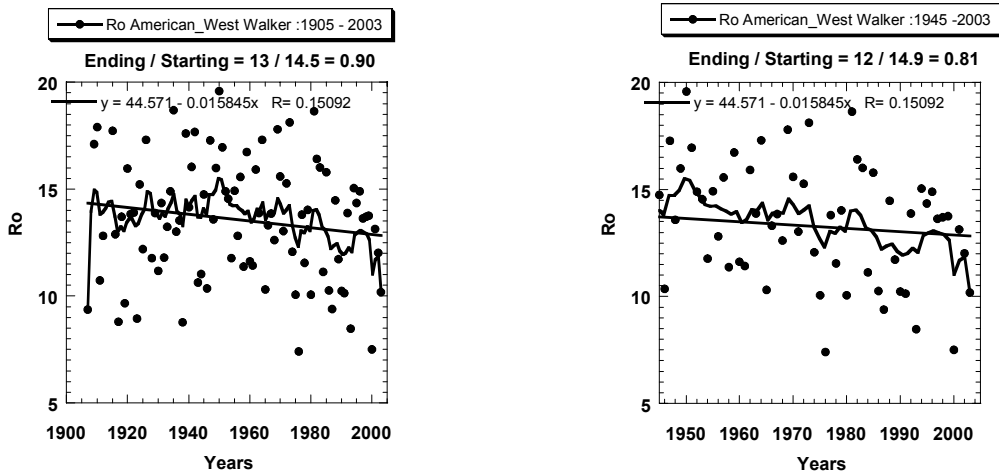 Ro American_West Walker :1905 - 2003
Ending / Starting = 13 / 14.5 = 0.90
y = 44.571 - 0.015845x R= 0.15092
20
15
10
5
Ro
1900 1920 1940 1960 1980 2000
Years
Ro American_West Walker :1945 -2003
Ending / Starting = 12 / 14.9 = 0.81
y = 44.571 - 0.015845x R= 0.15092
20
15
10
5
Ro
1950 1960 1970 1980 1990 2000
Years